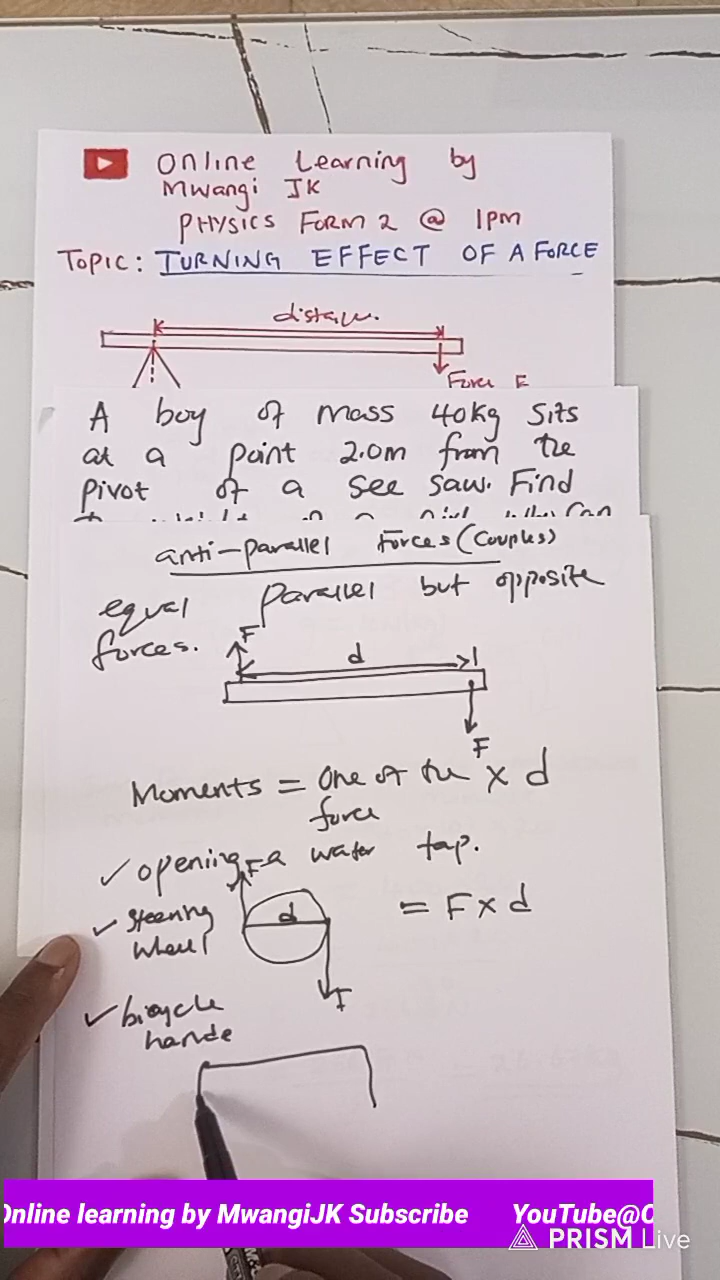 Online Learning by
Mwangi JK
PHYSICS FORM 2 @ 1pm
TOPIC: TURNING EFFECT OF A FORCE
distance.
Force F
A boy of mass 40kg sits
at a point 2.0m from the
pivot of a see saw. Find
anti-parallel Forces (Couples)
equal parallel but opposite
forces.
F
d
F
Moments = One of the x d
force
✓ opening a water tap.
F
✓ steering
wheel
d
= F x d
F
✓ bicycle
hande
Online learning by MwangiJK Subscribe YouTube@O
PRISM Live